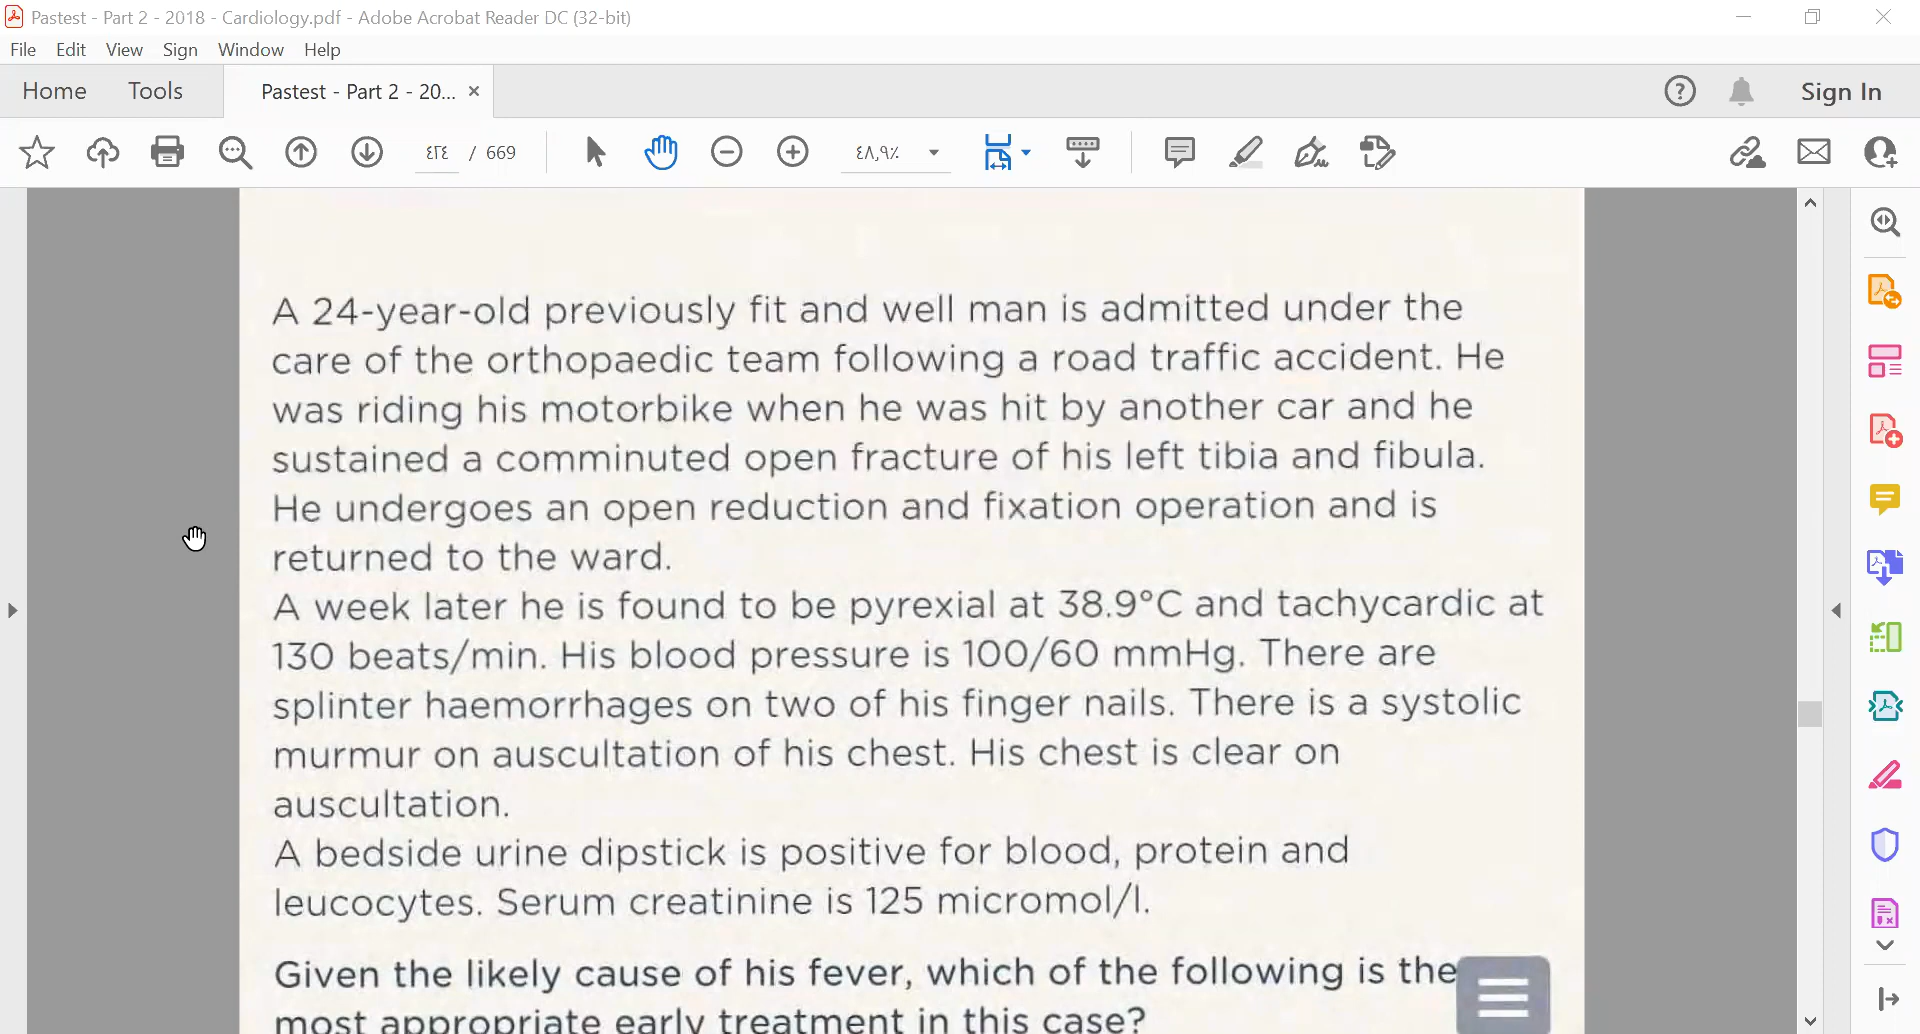 Pastest - Part 2 - 2018 - Cardiology.pdf - Adobe Acrobat Reader DC (32-bit)
File Edit View Sign Window Help
Home Tools Pastest - Part 2 - 20... × Sign In
٤٢٤ / 669 ٤٨,٩٪
A 24-year-old previously fit and well man is admitted under the
care of the orthopaedic team following a road traffic accident. He
was riding his motorbike when he was hit by another car and he
sustained a comminuted open fracture of his left tibia and fibula.
He undergoes an open reduction and fixation operation and is
returned to the ward.
A week later he is found to be pyrexial at 38.9°C and tachycardic at
130 beats/min. His blood pressure is 100/60 mmHg. There are
splinter haemorrhages on two of his finger nails. There is a systolic
murmur on auscultation of his chest. His chest is clear on
auscultation.
A bedside urine dipstick is positive for blood, protein and
leucocytes. Serum creatinine is 125 micromol/l.
Given the likely cause of his fever, which of the following is the
most appropriate early treatment in this case?